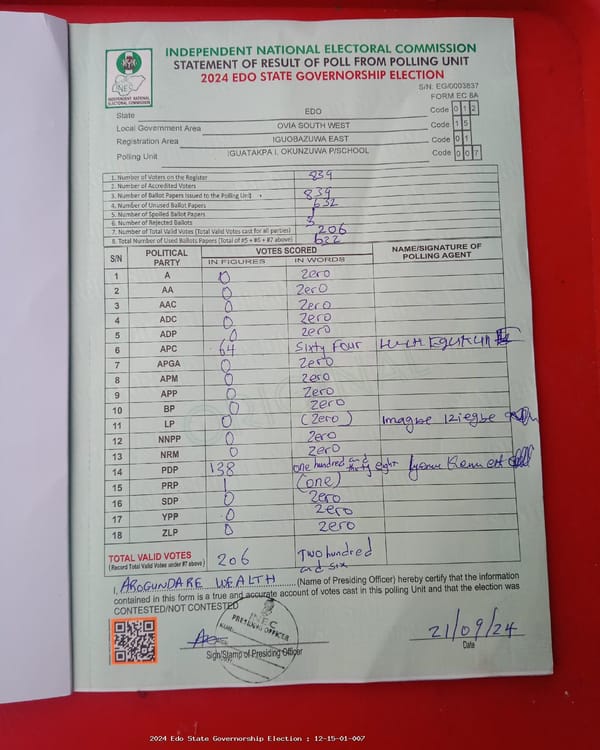 INDEPENDENT NATIONAL ELECTORAL COMMISSION
STATEMENT OF RESULT OF POLL FROM POLLING UNIT
2024 EDO STATE GOVERNORSHIP ELECTION
INDEPENDENT NATIONAL ELECTORAL COMMISSION
S/N. EG/0003837
FORM EC 8A
State EDO Code 0 1 2
Local Government Area OVIA SOUTH WEST Code 1 5
Registration Area IGUOBAZUWA EAST Code 0 1
Polling Unit IGUATAKPA I, OKUNZUWA P/SCHOOL Code 0 0 7
1. Number of Voters on the Register 839
2. Number of Accredited Voters
3. Number of Ballot Papers Issued to the Polling Unit 839
4. Number of Unused Ballot Papers 632
5. Number of Spoiled Ballot Papers
6. Number of Rejected Ballots
7. Number of Total Valid Votes (Total Valid Votes cast for all parties) 206
8. Total Number of Used Ballots Papers (Total of #5 + #6 + #7 above) 632
S/N POLITICAL PARTY VOTES SCORED NAME/SIGNATURE OF POLLING AGENT
IN FIGURES IN WORDS
1 A 0 Zero
2 AA 0 Zero
3 AAC 0 Zero
4 ADC 0 Zero
5 ADP 0 Zero
6 APC 64 Sixty Four
7 APGA 0 Zero
8 APM 0 Zero
9 APP 0 Zero
10 BP 0 Zero
11 LP 0 (Zero) Imagbe Iziegbe
12 NNPP 0 Zero
13 NRM 0 Zero
14 PDP 138 one hundred and thirty eight
15 PRP 1 (one)
16 SDP 0 Zero
17 YPP 0 Zero
18 ZLP 0 Zero
TOTAL VALID VOTES 206 Two hundred and six
(Record Total Valid Votes under #7 above)
I, AROGUNDARE WEALTH (Name of Presiding Officer) hereby certify that the information
contained in this form is a true and accurate account of votes cast in this polling Unit and that the election was
CONTESTED/NOT CONTESTED
I.N.E.C.
PRESIDING OFFICER
21/09/24
Sign/Stamp of Presiding Officer Date
2024 Edo State Governorship Election : 12-15-01-007